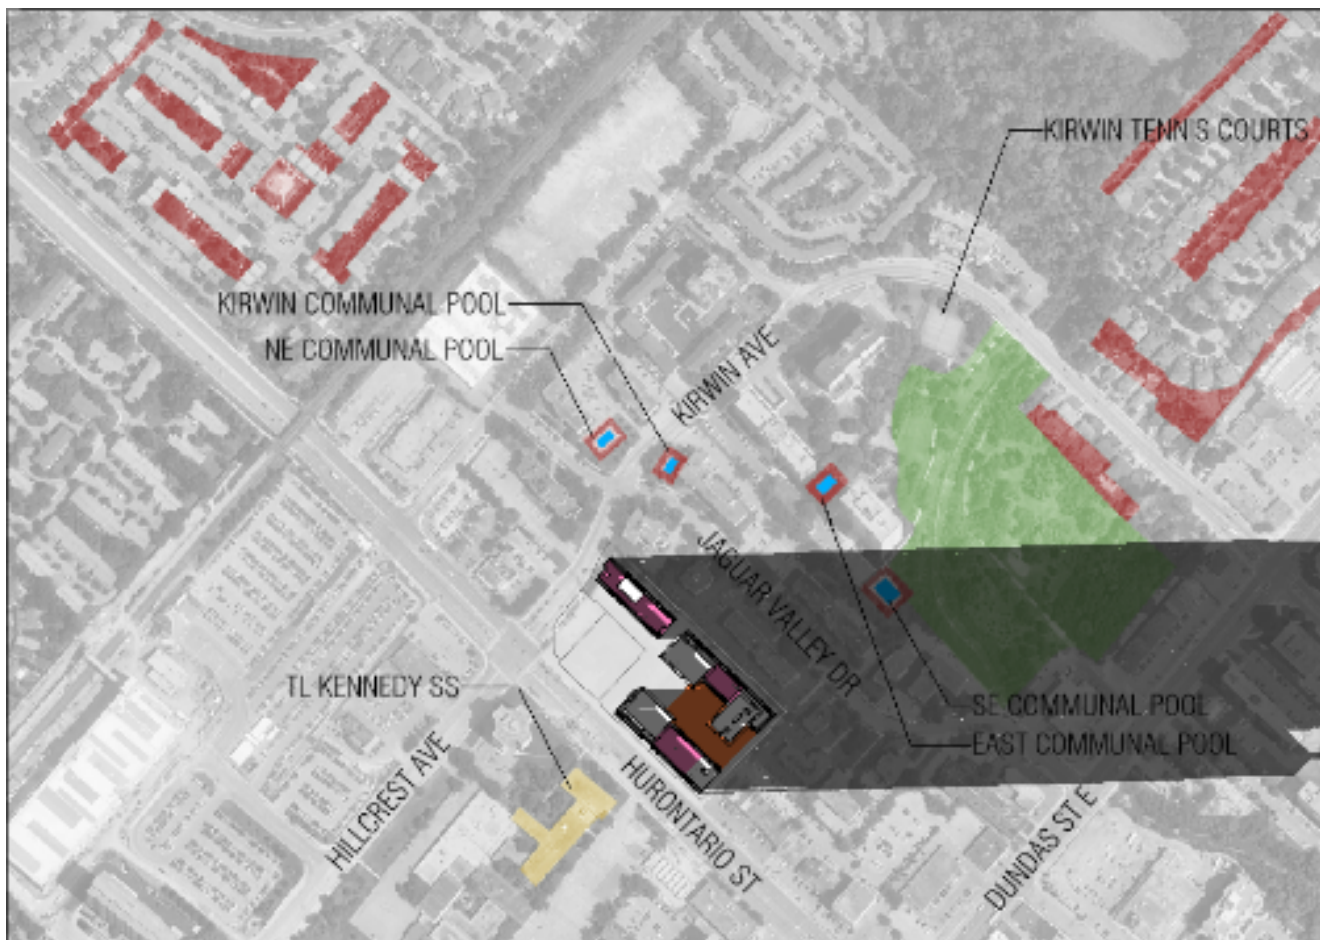 KIRWIN TENNIS COURTS
KIRWIN COMMUNAL POOL
NE COMMUNAL POOL
KIRWIN AVE
JAGUAR VALLEY DR
TL KENNEDY SS
SE COMMUNAL POOL
EAST COMMUNAL POOL
HILLCREST AVE
HURONTARIO ST
DUNDAS ST E